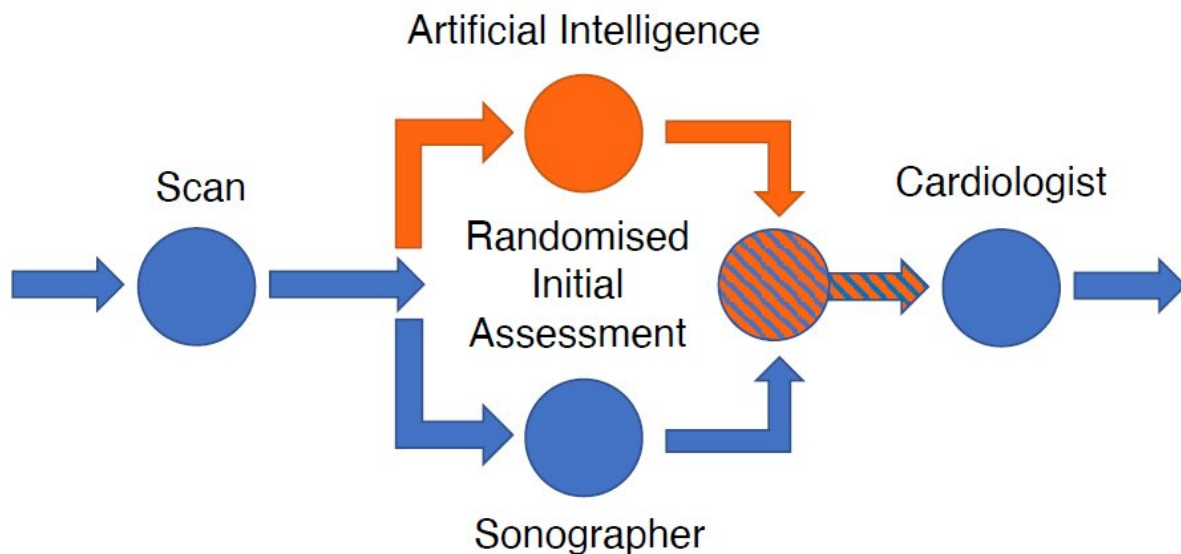 Artificial Intelligence
Scan
Cardiologist
Randomised
Initial
Assessment
Sonographer